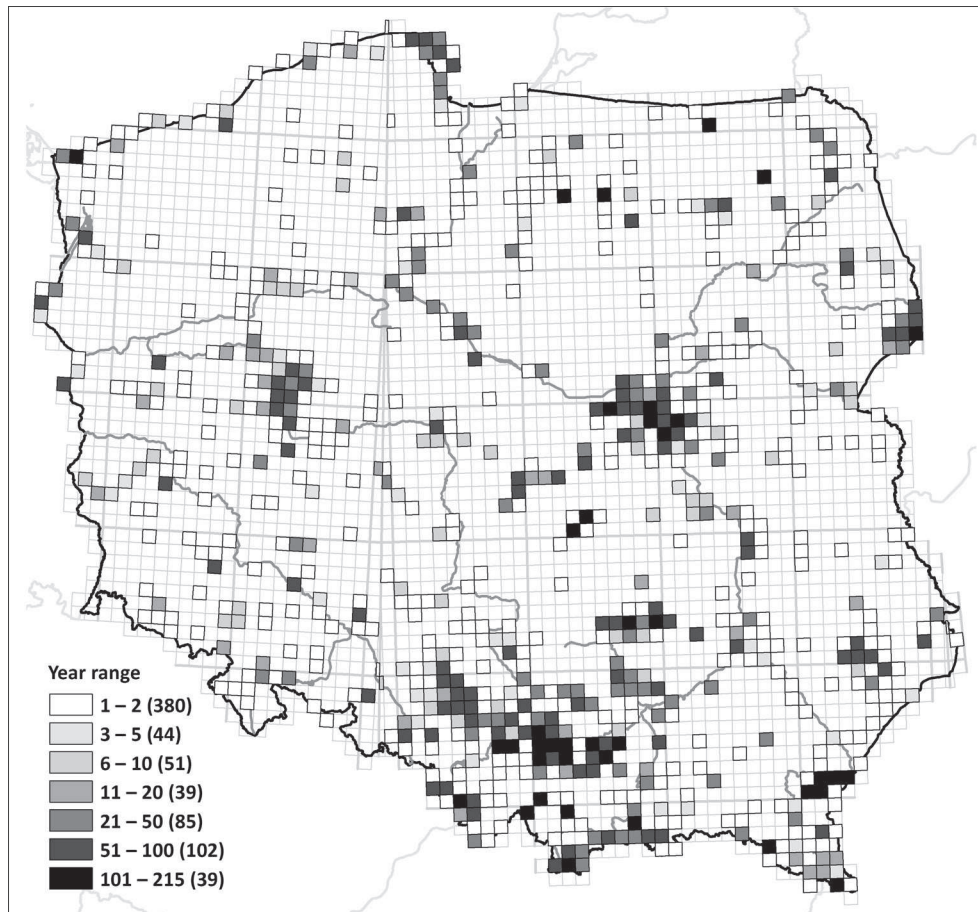 Year range
1 – 2 (380)
3 – 5 (44)
6 – 10 (51)
11 – 20 (39)
21 – 50 (85)
51 – 100 (102)
101 – 215 (39)